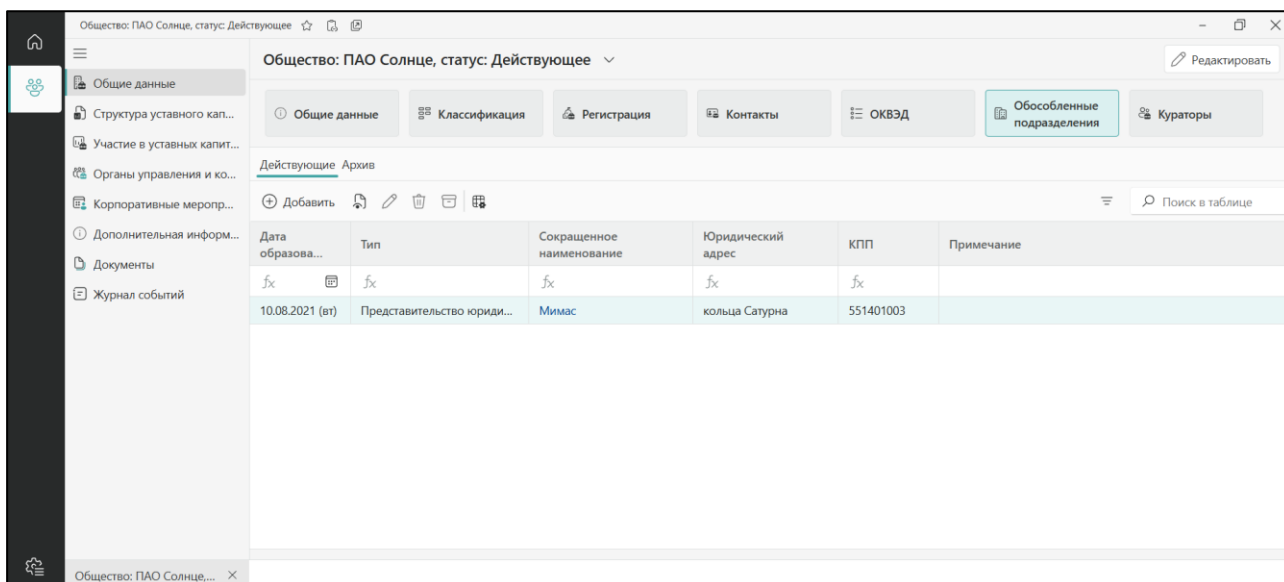 Общество: ПАО Солнце, статус: Действующее
Общество: ПАО Солнце, статус: Действующее
Редактировать
Общие данные
Структура уставного кап...
Участие в уставных капит...
Органы управления и ко...
Корпоративные меропр...
Дополнительная информ...
Документы
Журнал событий
Общие данные
Классификация
Регистрация
Контакты
ОКВЭД
Обособленные
подразделения
Кураторы
Действующие Архив
Добавить
Поиск в таблице
Дата
образова...
Тип
Сокращенное
наименование
Юридический
адрес
КПП
Примечание
fx fx fx fx fx
10.08.2021 (вт) Представительство юриди... Мимас кольца Сатурна 551401003
Общество: ПАО Солнце,...